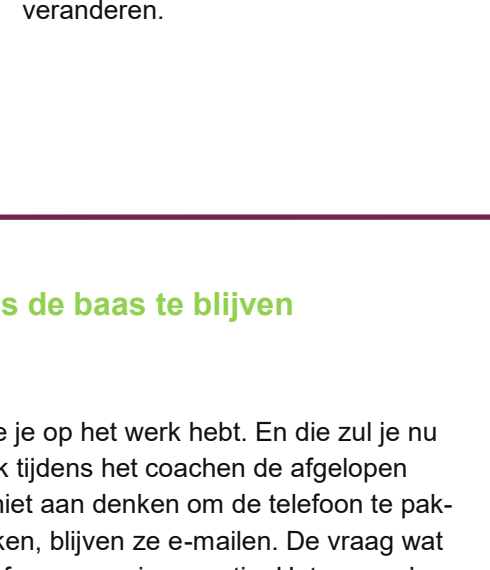 veranderen.
s de baas te blijven
e je op het werk hebt. En die zul je nu
k tijdens het coachen de afgelopen
niet aan denken om de telefoon te pak-
ken, blijven ze e-mailen. De vraag wat